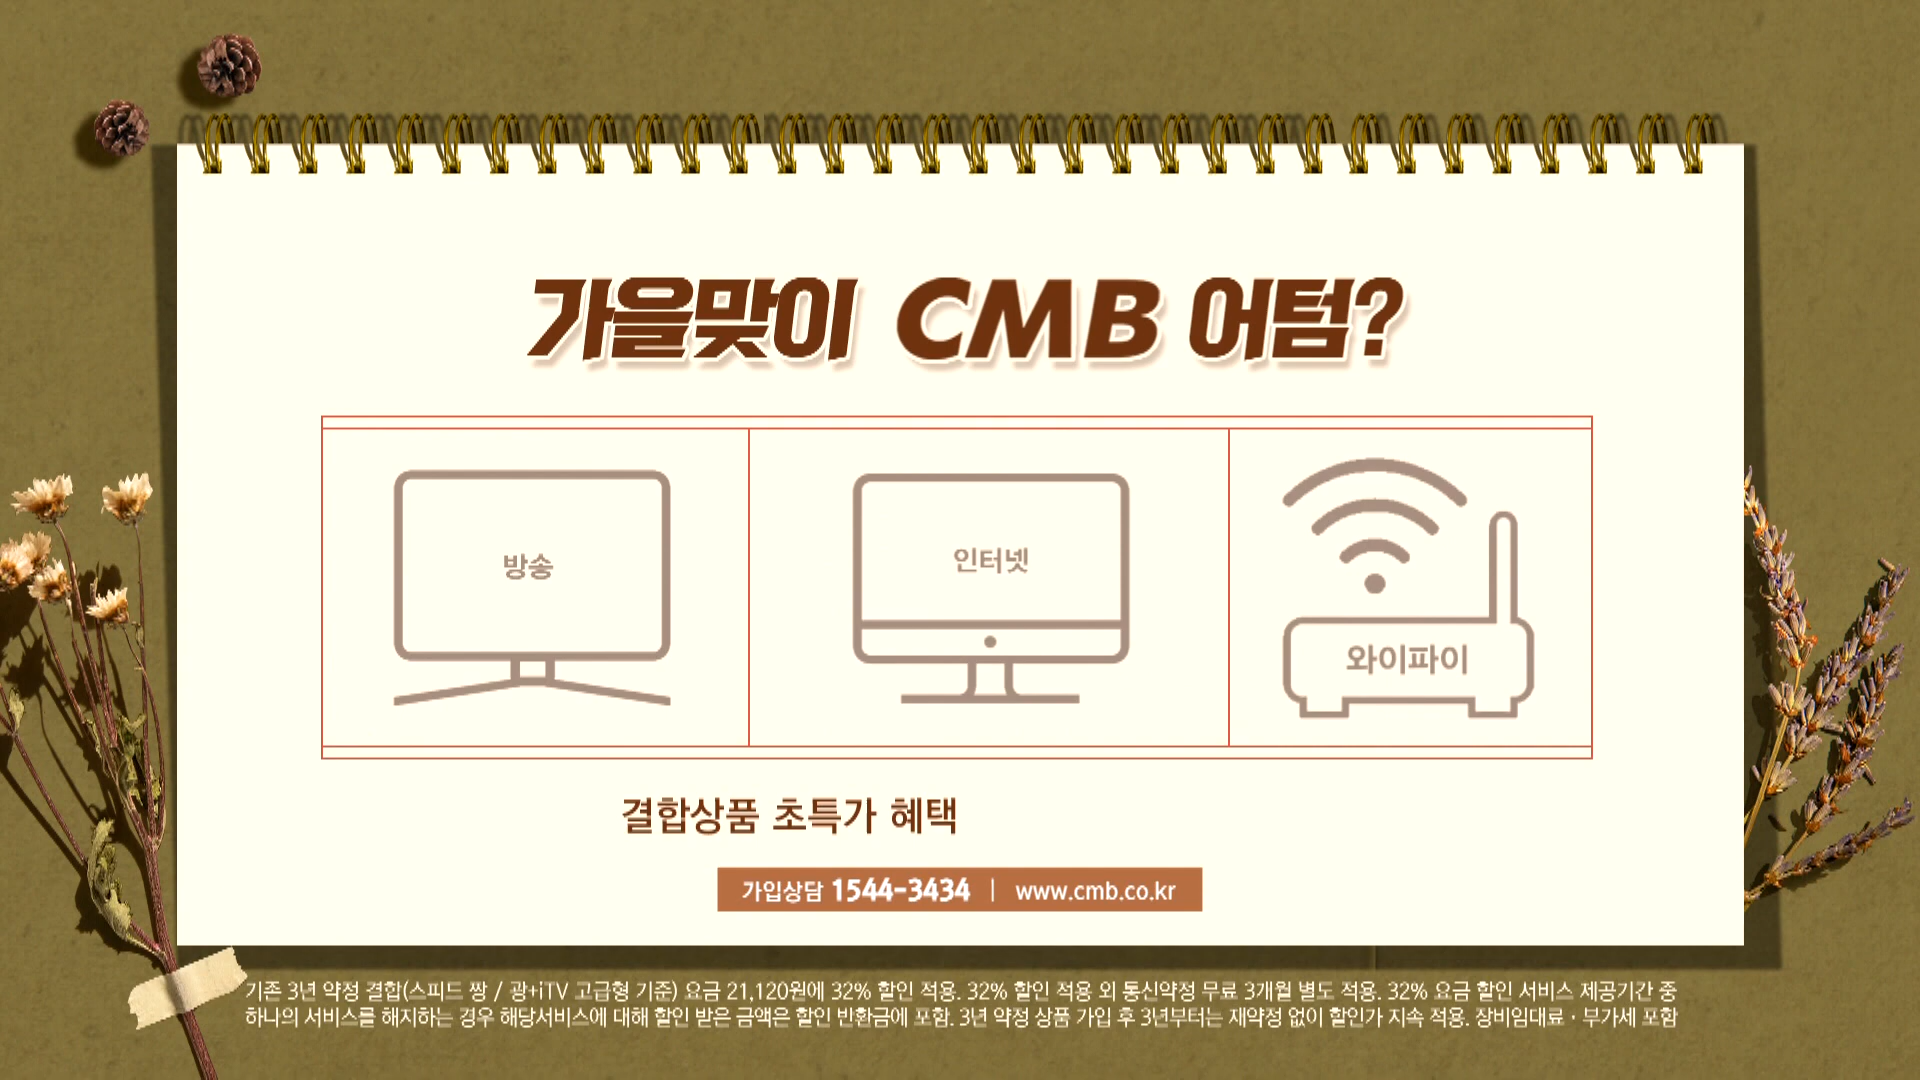 가을맞이 CMB 어텀?
방송
인터넷
와이파이
결합상품 초특가 혜택
가입상담 1544-3434 | www.cmb.co.kr
기존 3년 약정 결합(스피드 짱 / 광+iTV 고급형 기준) 요금 21,120원에 32% 할인 적용. 32% 할인 적용 외 통신약정 무료 3개월 별도 적용. 32% 요금 할인 서비스 제공기간 중
하나의 서비스를 해지하는 경우 해당서비스에 대해 할인 받은 금액은 할인 반환금에 포함. 3년 약정 상품 가입 후 3년부터는 재약정 없이 할인가 지속 적용. 장비임대료 · 부가세 포함